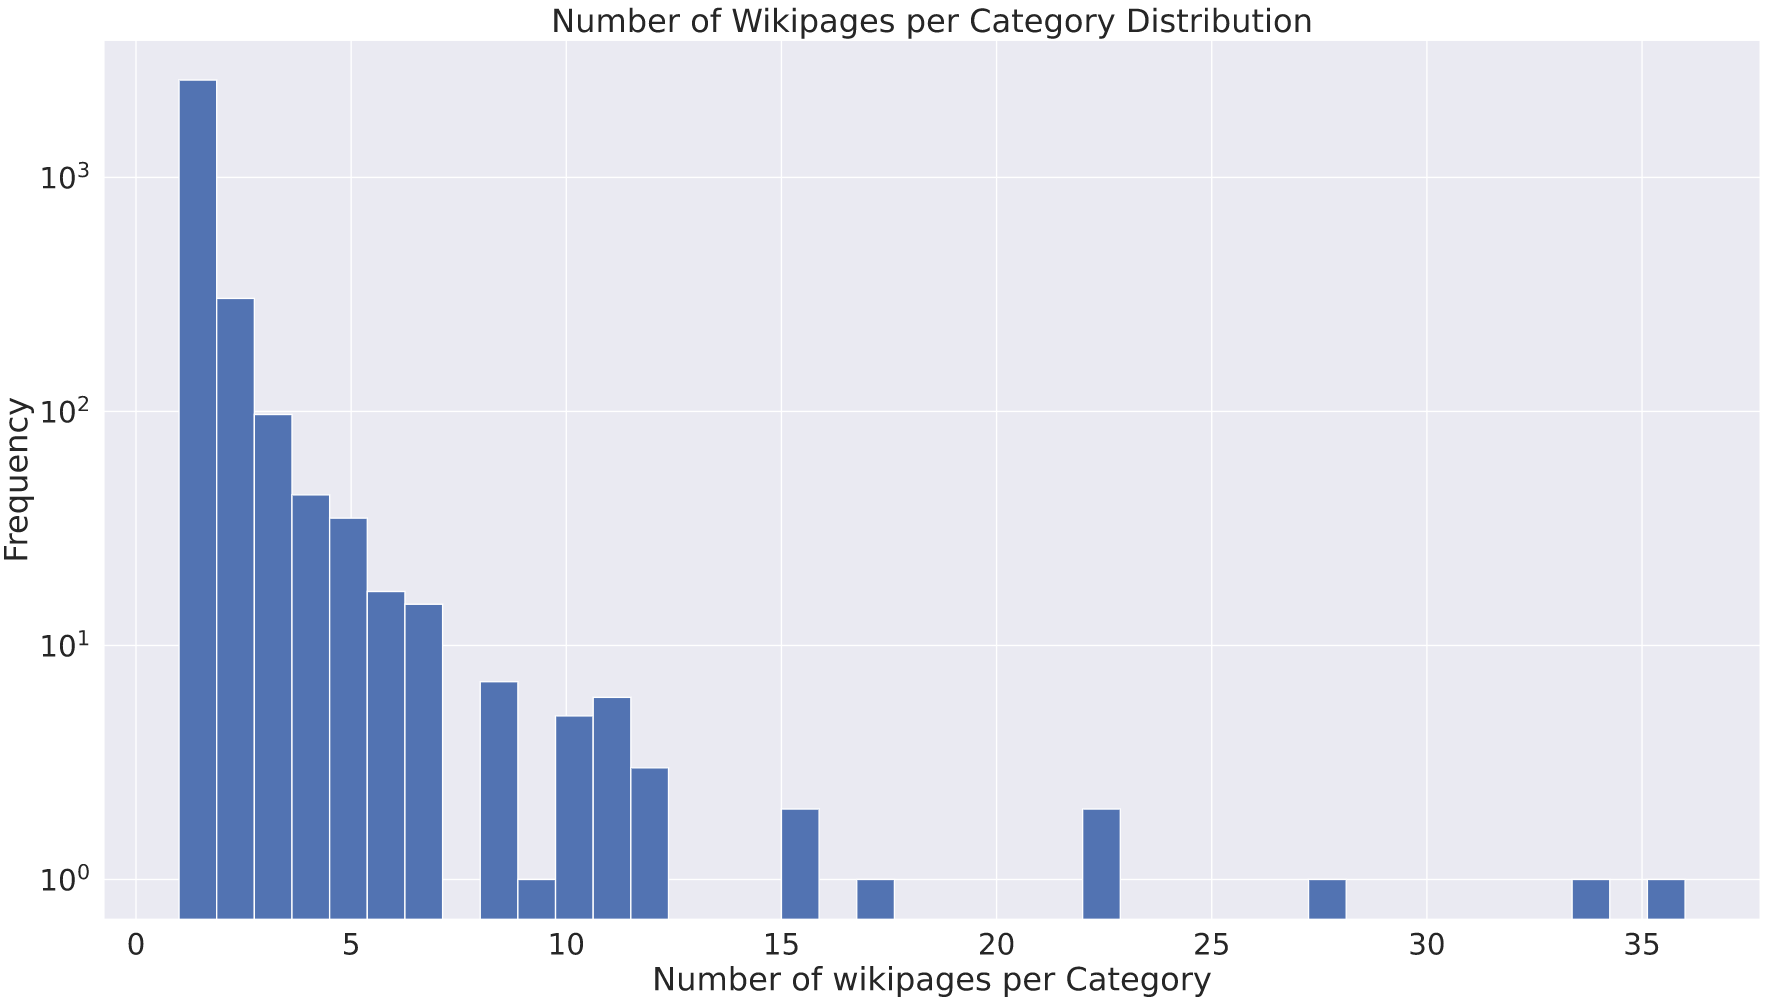 Number of Wikipages per Category Distribution
10³
10²
10¹
10⁰
Frequency
0 5 10 15 20 25 30 35
Number of wikipages per Category